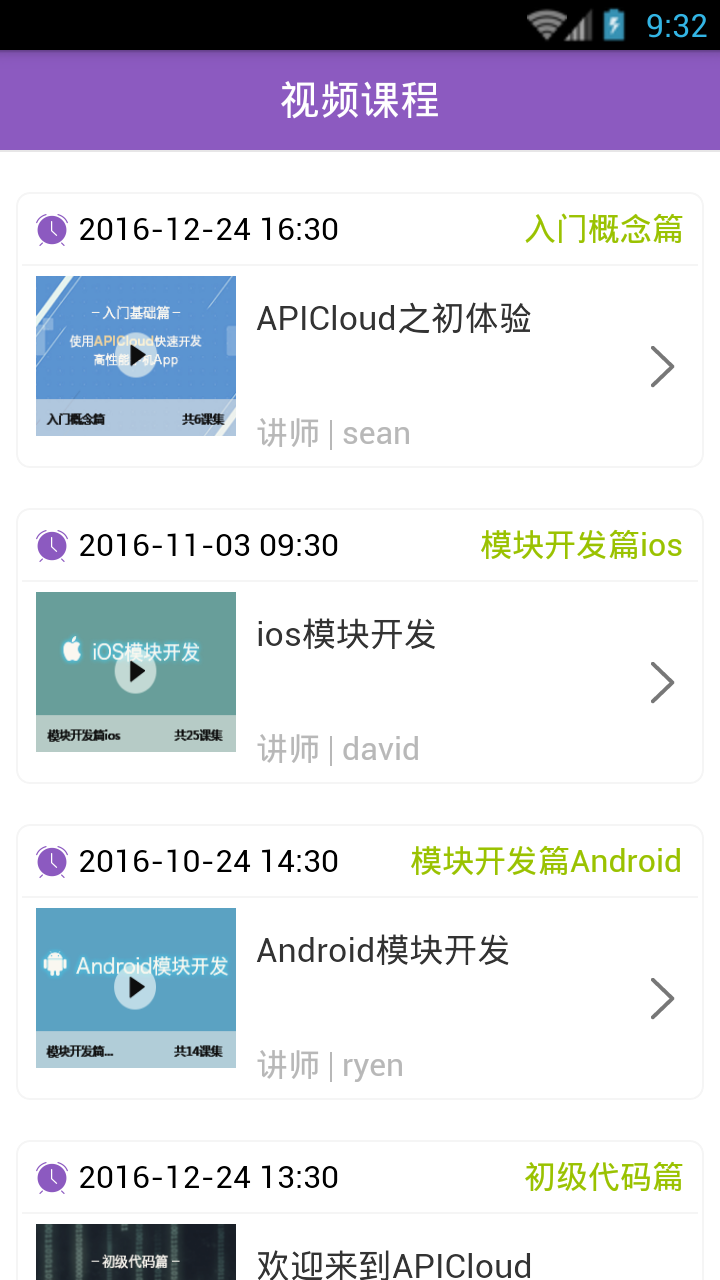 9:32
视频课程
2016-12-24 16:30 入门概念篇
－入门基础篇－
使用APICloud快速开发
高性能手机App
入门概念篇 共6课集
APICloud之初体验
讲师 | sean
2016-11-03 09:30 模块开发篇ios
iOS模块开发
模块开发篇ios 共25课集
ios模块开发
讲师 | david
2016-10-24 14:30 模块开发篇Android
Android模块开发
模块开发篇... 共14课集
Android模块开发
讲师 | ryen
2016-12-24 13:30 初级代码篇
－初级代码篇－
欢迎来到APICloud